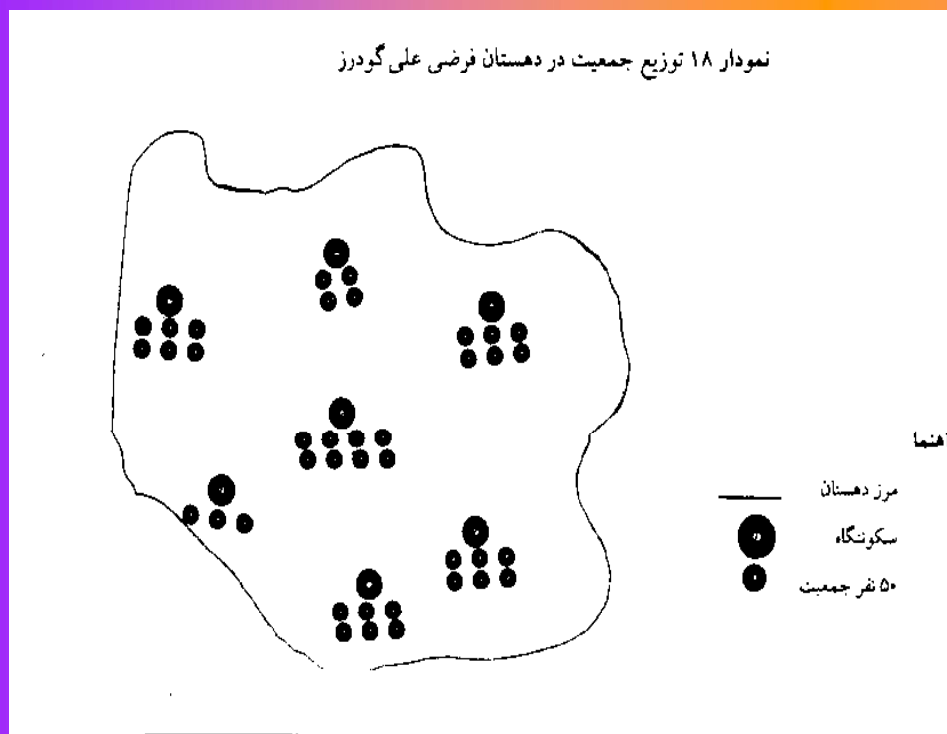 نمودار ۱۸ توزیع جمعیت در دهستان فرضی علی گودرز
مرز دهستان
سکونتگاه
۵۰ نفر جمعیت